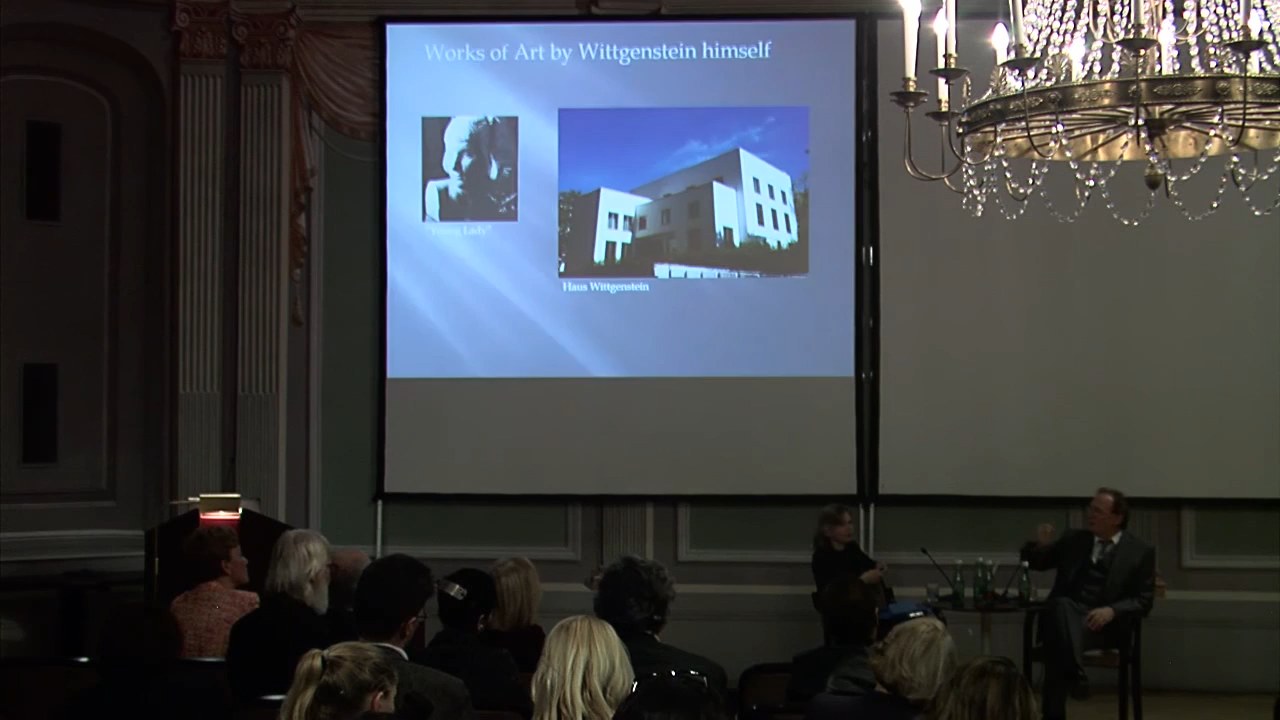 Works of Art by Wittgenstein himself
"Young Lady"
Haus Wittgenstein